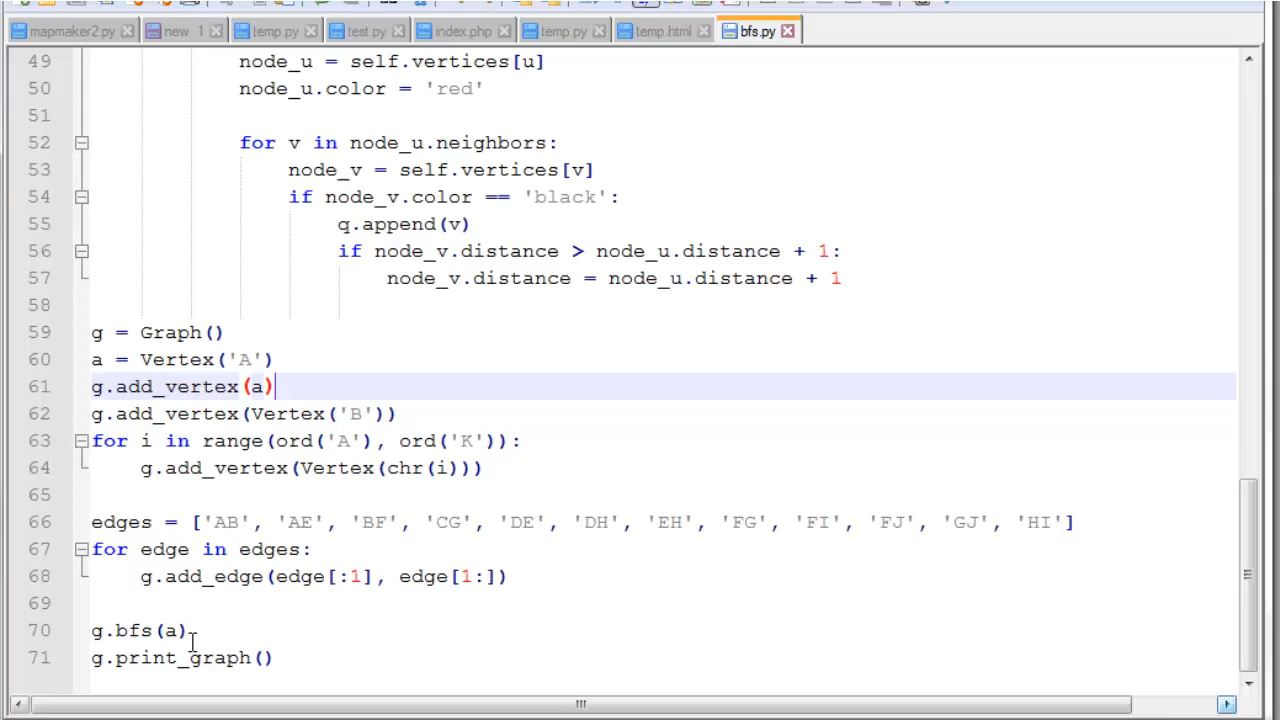 mapmaker2.py new 1 temp.py test.py index.php temp.py temp.html bfs.py
49 node_u = self.vertices[u]
50 node_u.color = 'red'
51
52 for v in node_u.neighbors:
53 node_v = self.vertices[v]
54 if node_v.color == 'black':
55 q.append(v)
56 if node_v.distance > node_u.distance + 1:
57 node_v.distance = node_u.distance + 1
58
59 g = Graph()
60 a = Vertex('A')
61 g.add_vertex(a)
62 g.add_vertex(Vertex('B'))
63 for i in range(ord('A'), ord('K')):
64 g.add_vertex(Vertex(chr(i)))
65
66 edges = ['AB', 'AE', 'BF', 'CG', 'DE', 'DH', 'EH', 'FG', 'FI', 'FJ', 'GJ', 'HI']
67 for edge in edges:
68 g.add_edge(edge[:1], edge[1:])
69
70 g.bfs(a)
71 g.print_graph()